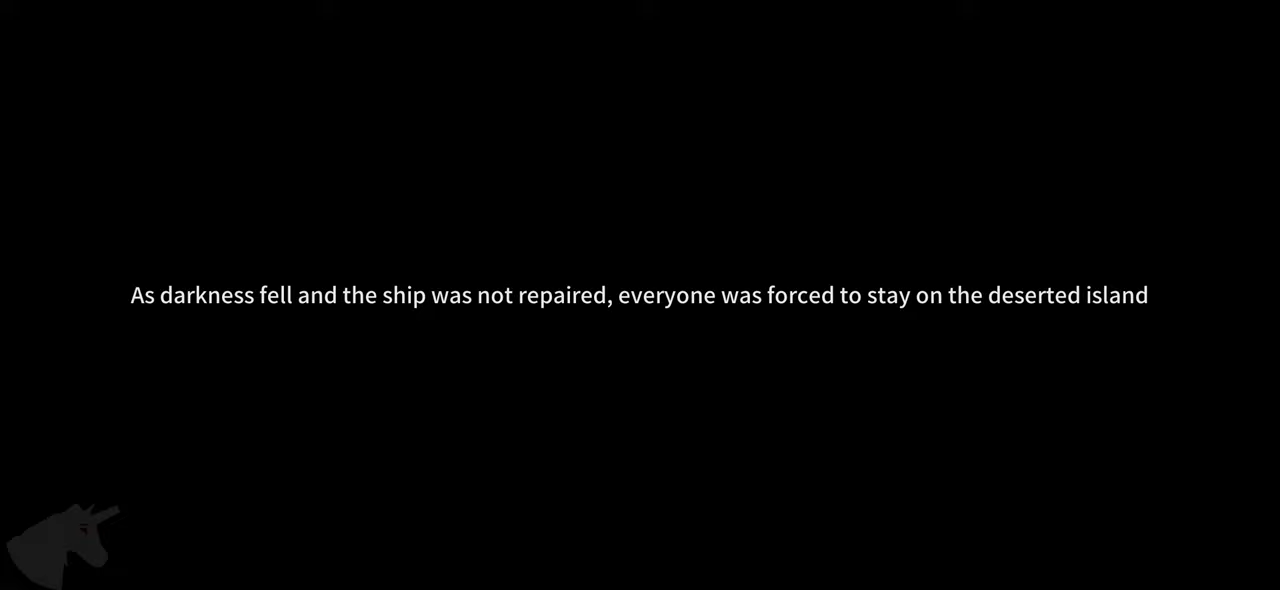 As darkness fell and the ship was not repaired, everyone was forced to stay on the deserted island